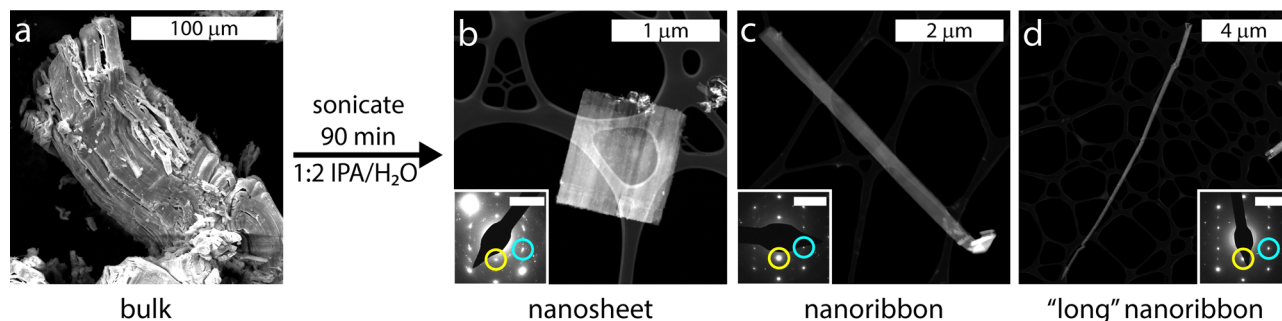 a
100 μm
sonicate
90 min
1:2 IPA/H₂O
b
1 μm
c
2 μm
d
4 μm
bulk
nanosheet
nanoribbon
"long" nanoribbon